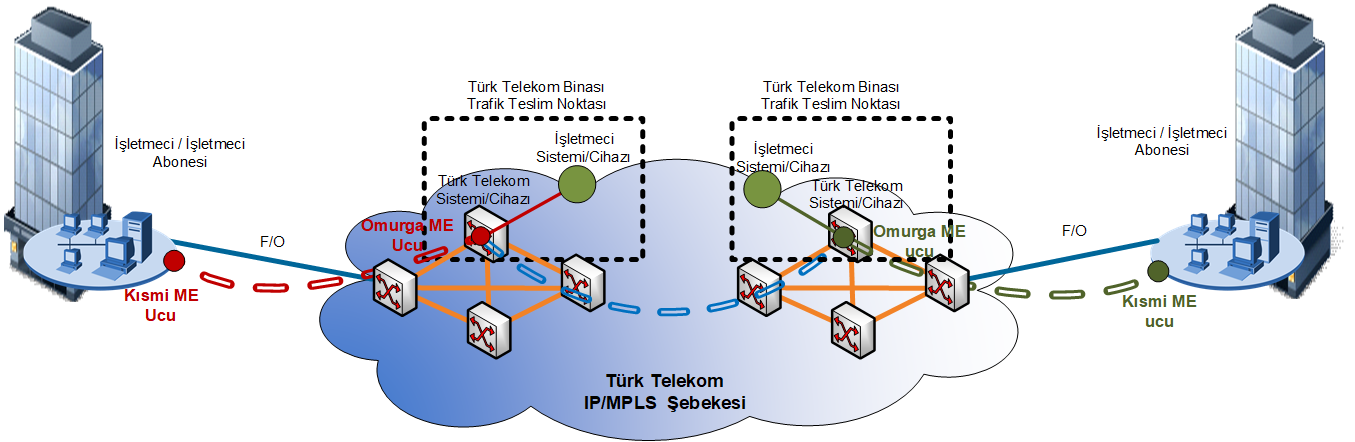 Türk Telekom Binası
Trafik Teslim Noktası
Türk Telekom Binası
Trafik Teslim Noktası
İşletmeci / İşletmeci
Abonesi
İşletmeci
Sistemi/Cihazı
İşletmeci
Sistemi/Cihazı
İşletmeci / İşletmeci
Abonesi
Türk Telekom
Sistemi/Cihazı
Türk Telekom
Sistemi/Cihazı
Omurga ME
Ucu
Omurga ME
ucu
F/O
F/O
Kısmi ME
Ucu
Kısmi ME
ucu
Türk Telekom
IP/MPLS Şebekesi